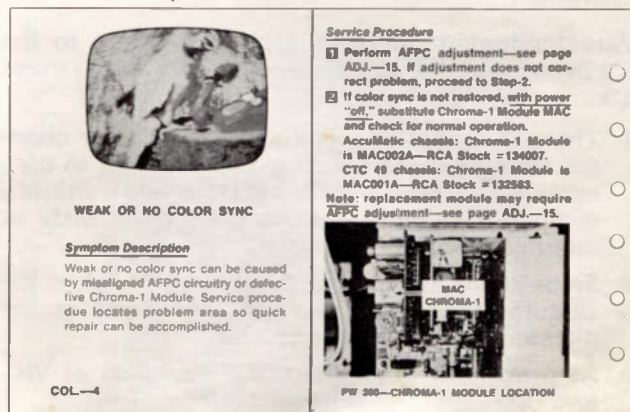 WEAK OR NO COLOR SYNC
Symptom Description
Weak or no color sync can be caused
by misaligned AFPC circuitry or defec-
tive Chroma-1 Module Service proce-
due locates problem area so quick
repair can be accomplished.
COL.—4
Service Procedure
1 Perform AFPC adjustment—see page
ADJ.—15. If adjustment does not cor-
rect problem, proceed to Step-2.
2 If color sync is not restored, with power
"off," substitute Chroma-1 Module MAC
and check for normal operation.
AccuMatic chassis: Chroma-1 Module
is MAC002A—RCA Stock #134007.
CTC 49 chassis: Chroma-1 Module is
MAC001A—RCA Stock #132583.
Note: replacement module may require
AFPC adjustment—see page ADJ.—15.
MAC
CHROMA-1
PW 300—CHROMA-1 MODULE LOCATION